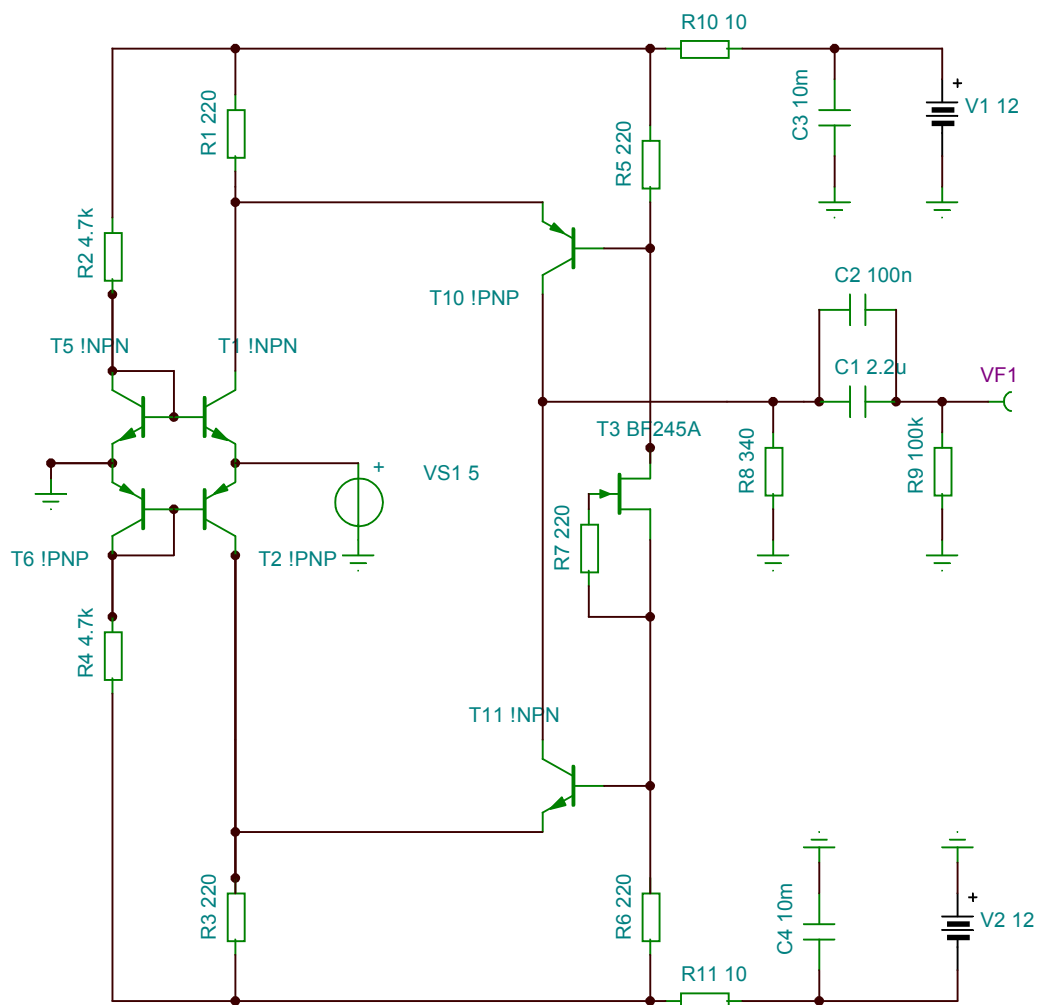 R10 10
R1 220
C3 10m
V1 12
R5 220
R2 4.7k
C2 100n
T10 !PNP
T5 !NPN
T1 !NPN
C1 2.2u
VF1
T3 BF245A
VS1 5
R8 340
R9 100k
R7 220
T6 !PNP
T2 !PNP
R4 4.7k
T11 !NPN
R3 220
R6 220
C4 10m
V2 12
R11 10